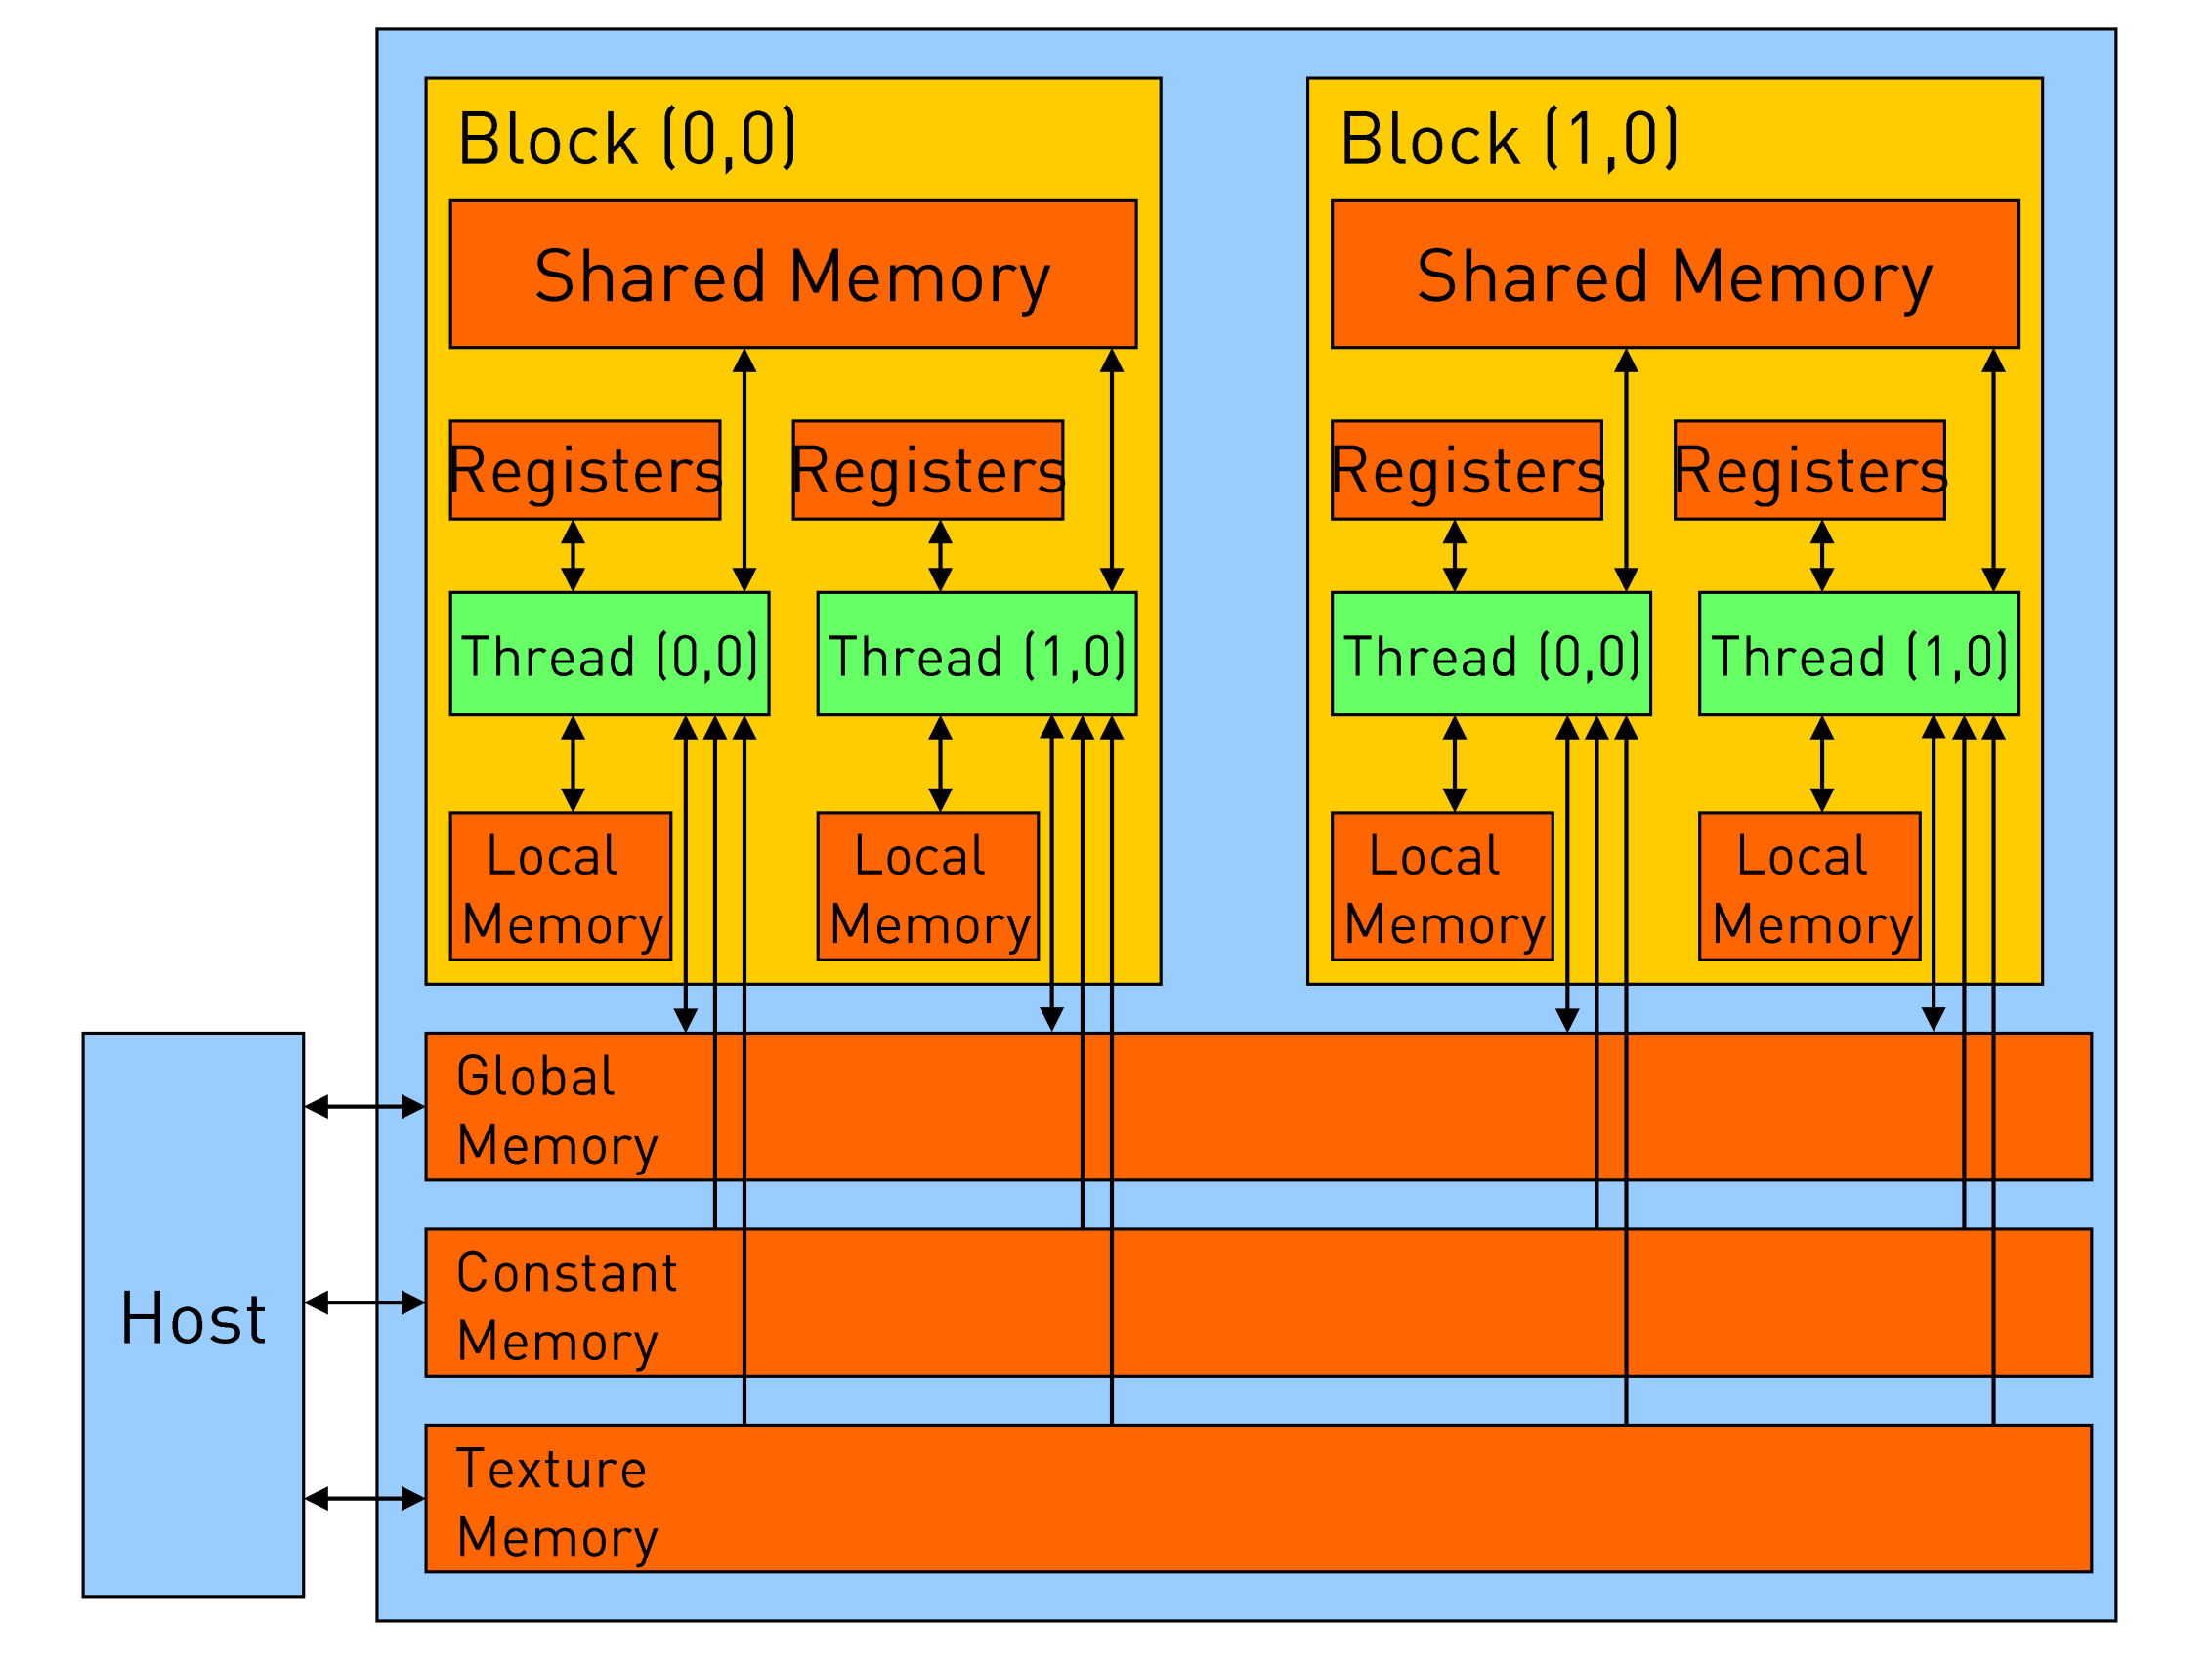 Block (0,0)
Block (1,0)
Shared Memory
Shared Memory
Registers
Registers
Registers
Registers
Thread (0,0)
Thread (1,0)
Thread (0,0)
Thread (1,0)
Local
Memory
Local
Memory
Local
Memory
Local
Memory
Host
Global
Memory
Constant
Memory
Texture
Memory